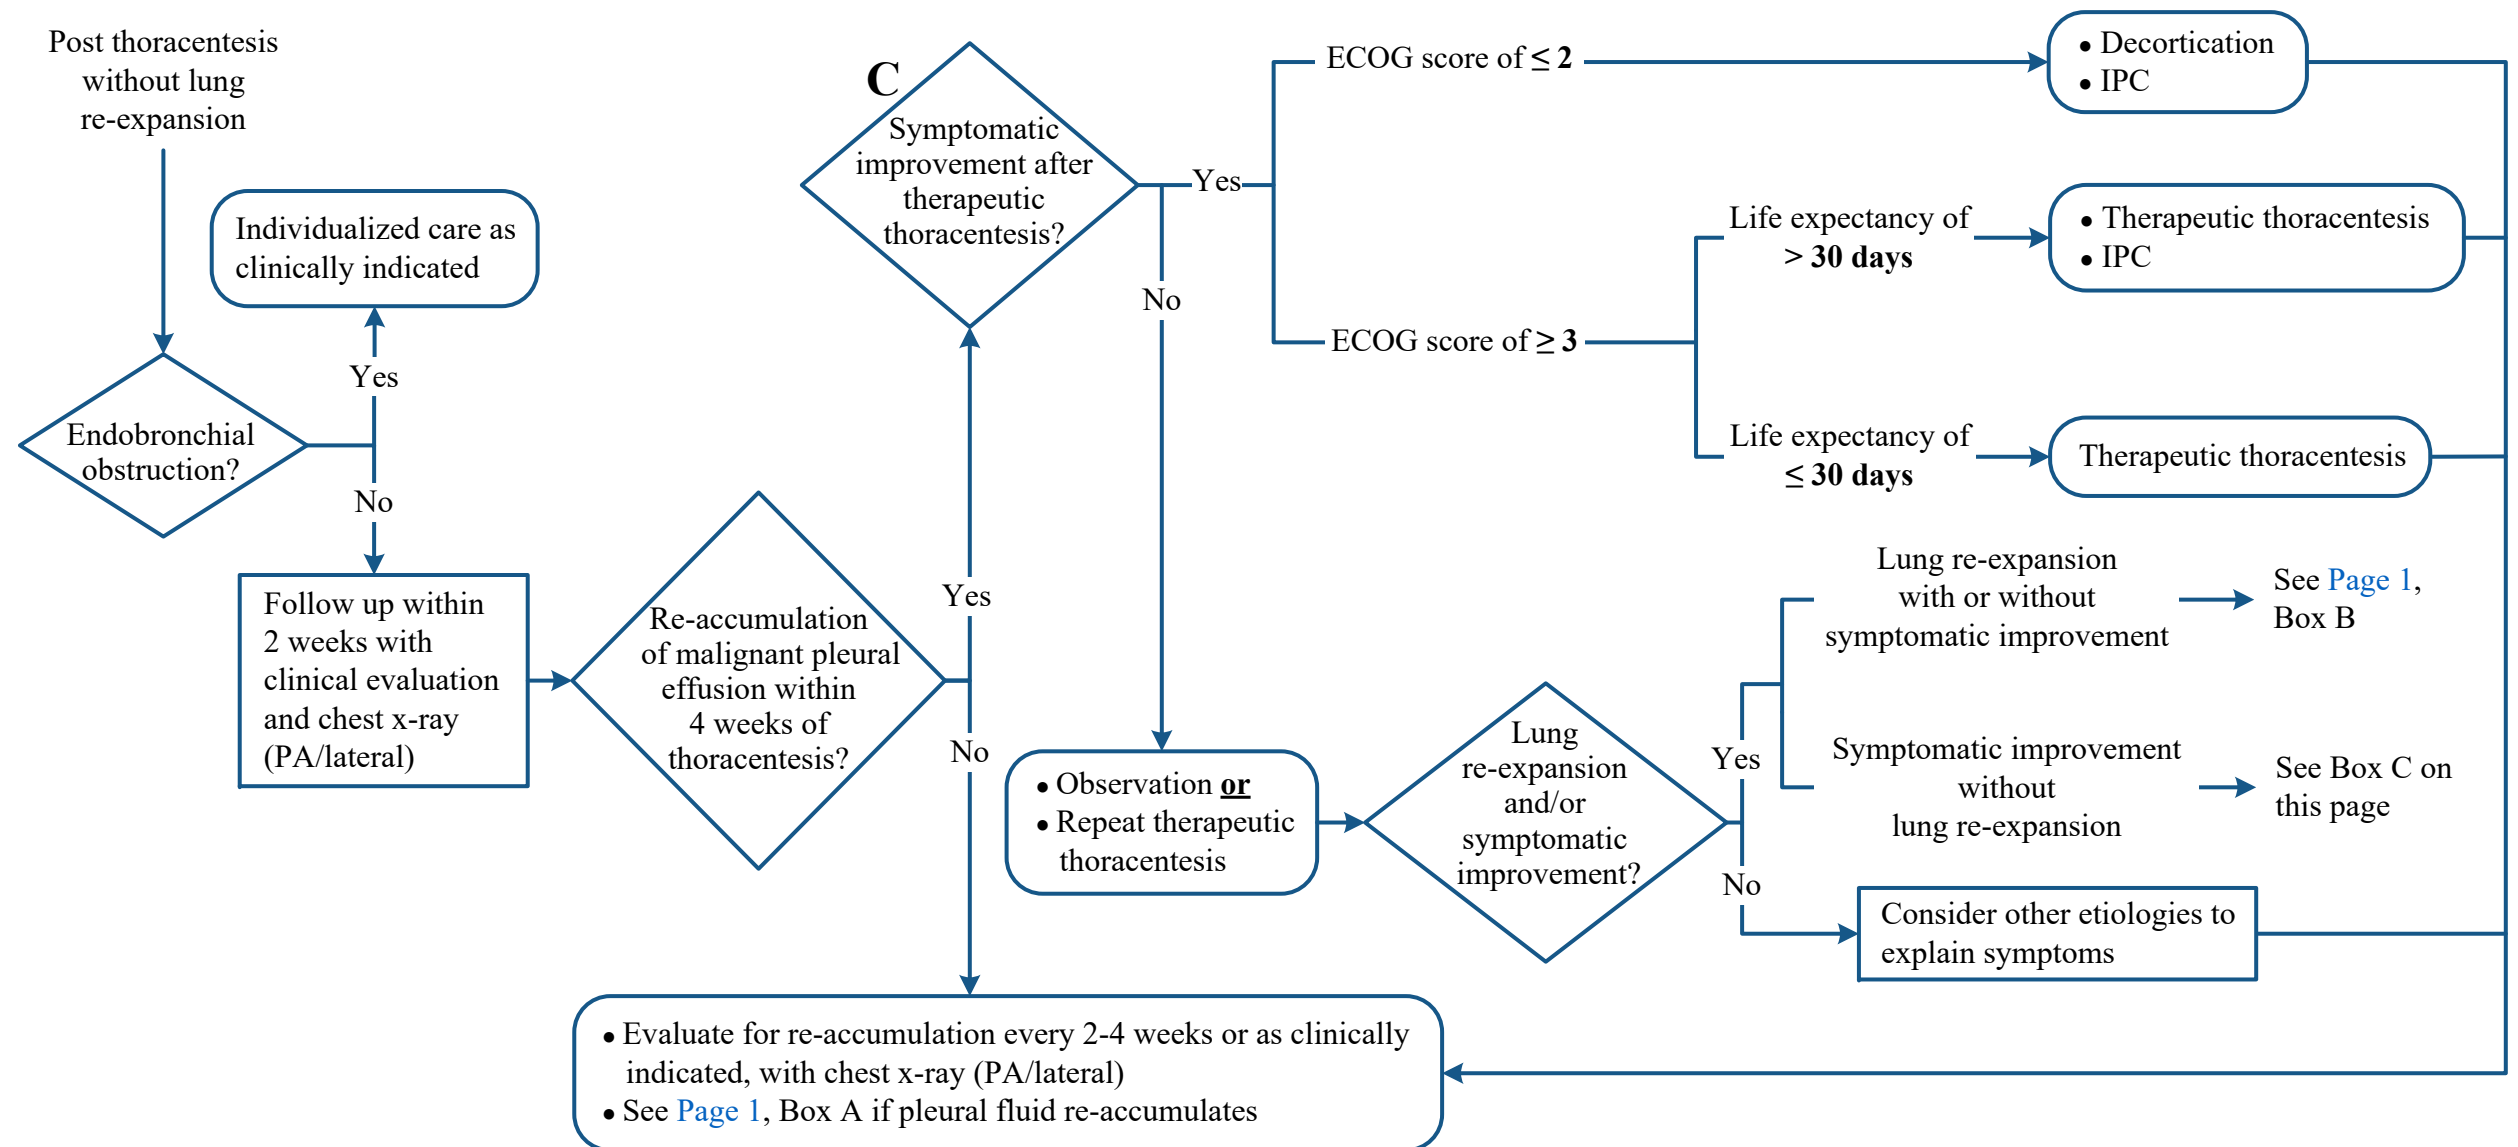 Post thoracentesis
without lung
re-expansion
Endobronchial
obstruction?
Yes
Individualized care as
clinically indicated
No
Follow up within
2 weeks with
clinical evaluation
and chest x-ray
(PA/lateral)
Re-accumulation
of malignant pleural
effusion within
4 weeks of
thoracentesis?
Yes
No
C
Symptomatic
improvement after
therapeutic
thoracentesis?
Yes
No
ECOG score of ≤ 2
• Decortication
• IPC
ECOG score of ≥ 3
Life expectancy of
> 30 days
• Therapeutic thoracentesis
• IPC
Life expectancy of
≤ 30 days
Therapeutic thoracentesis
• Observation or
• Repeat therapeutic
thoracentesis
Lung
re-expansion
and/or
symptomatic
improvement?
Yes
Lung re-expansion
with or without
symptomatic improvement
See Page 1,
Box B
Symptomatic improvement
without
lung re-expansion
See Box C on
this page
No
Consider other etiologies to
explain symptoms
• Evaluate for re-accumulation every 2-4 weeks or as clinically
indicated, with chest x-ray (PA/lateral)
• See Page 1, Box A if pleural fluid re-accumulates